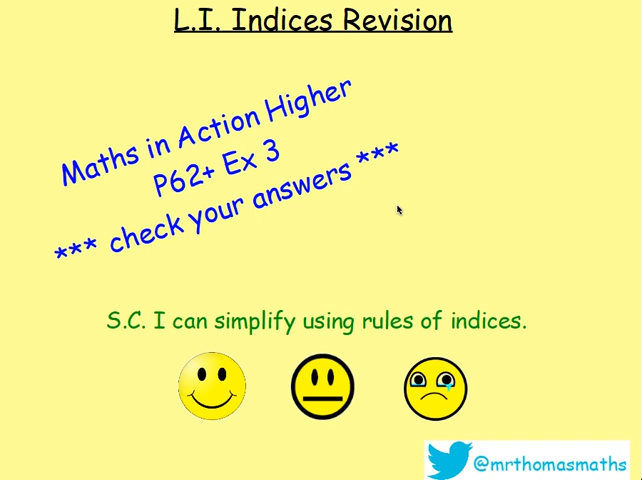 L.I. Indices Revision
Maths in Action Higher
P62+ Ex 3
*** check your answers ***
S.C. I can simplify using rules of indices.
@mrthomasmaths